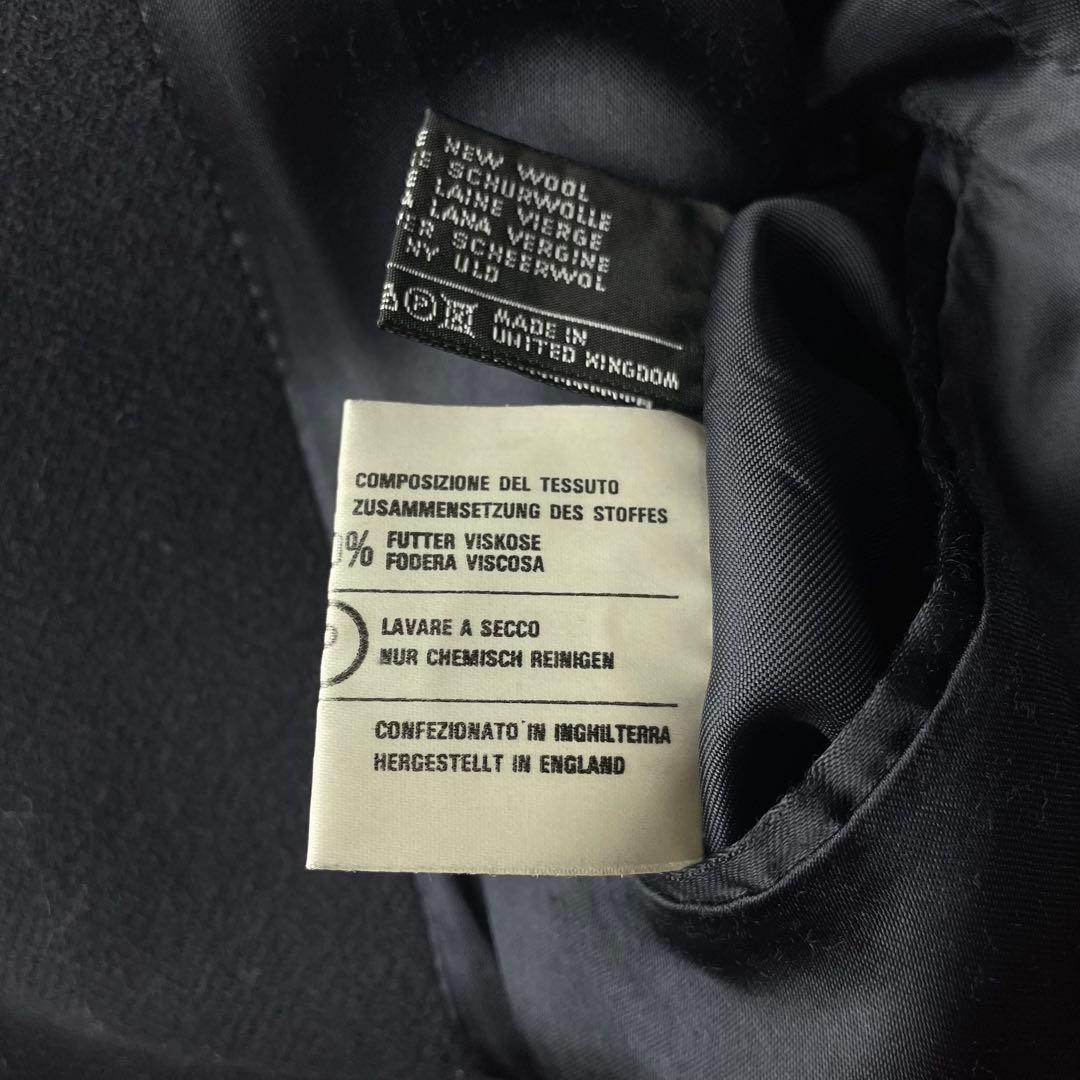 NEW WOOL
SCHURWOLLE
LAINE VIERGE
LANA VERGINE
SCHEERWOL
NY ULD
P
MADE IN
UNITED KINGDOM
COMPOSIZIONE DEL TESSUTO
ZUSAMMENSETZUNG DES STOFFES
% FUTTER VISKOSE
FODERA VISCOSA
P LAVARE A SECCO
NUR CHEMISCH REINIGEN
CONFEZIONATO IN INGHILTERRA
HERGESTELLT IN ENGLAND